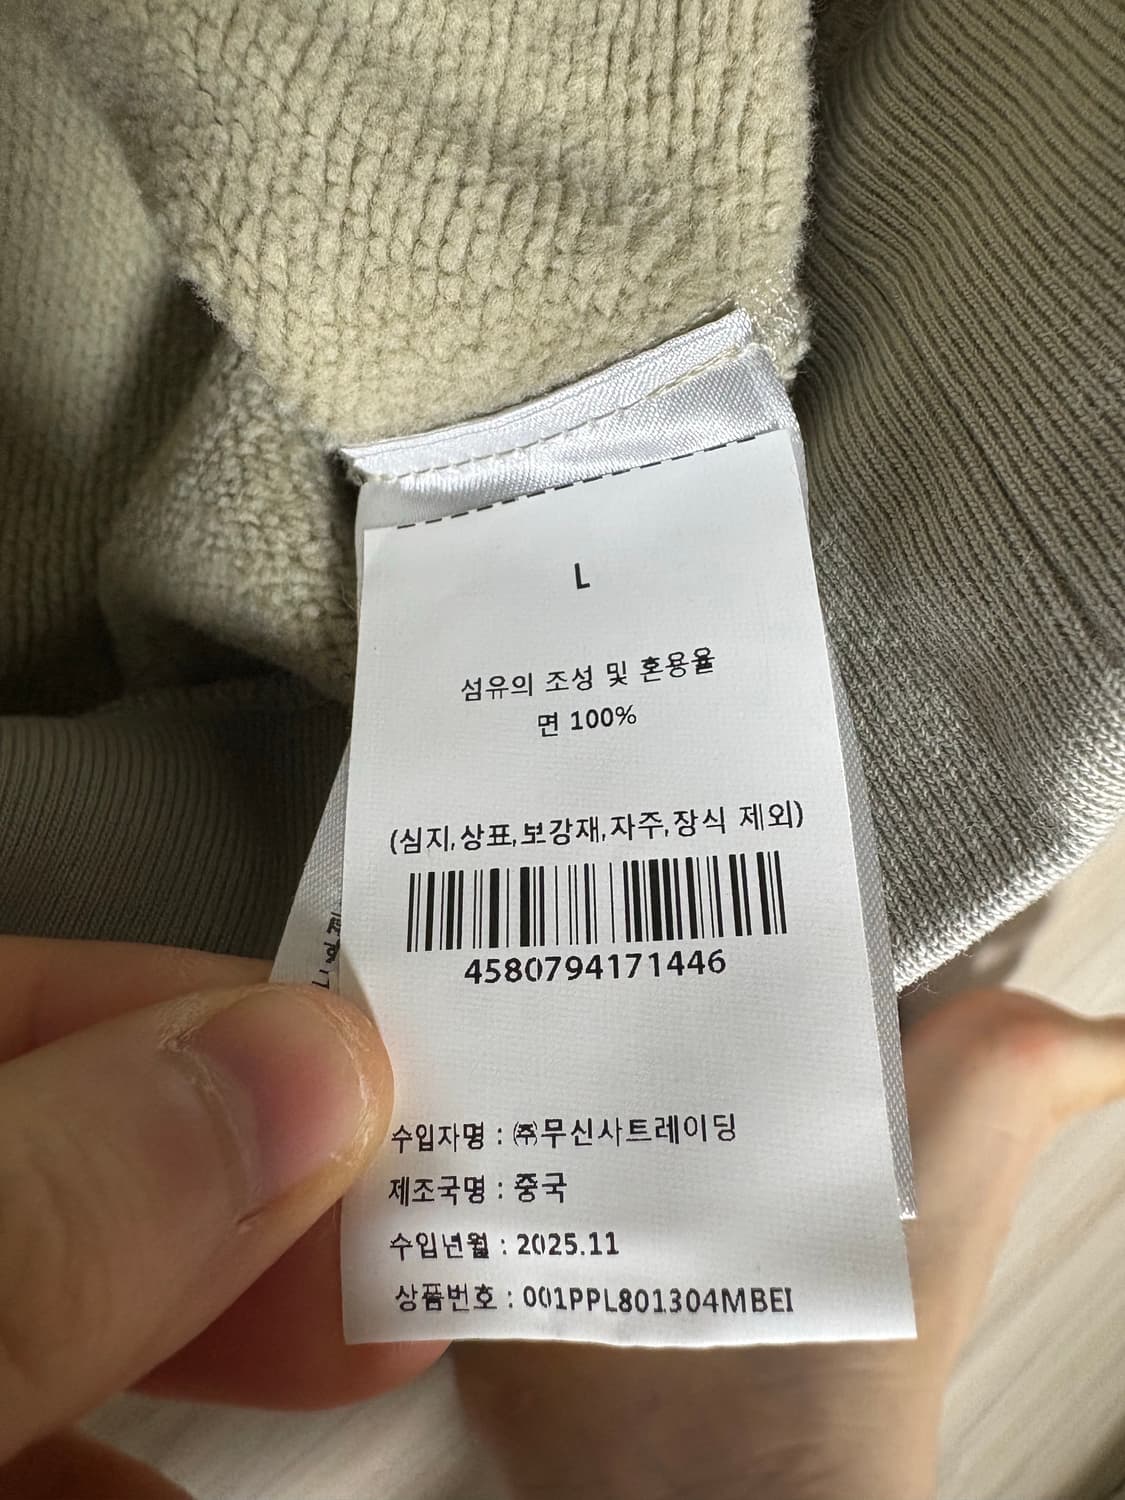 L
섬유의 조성 및 혼용율
면 100%
(심지,상표,보강재,자주,장식 제외)
4580794171446
수입자명 : ㈜무신사트레이딩
제조국명 : 중국
수입년월 : 2025.11
상품번호 : 001PPL801304MBEI